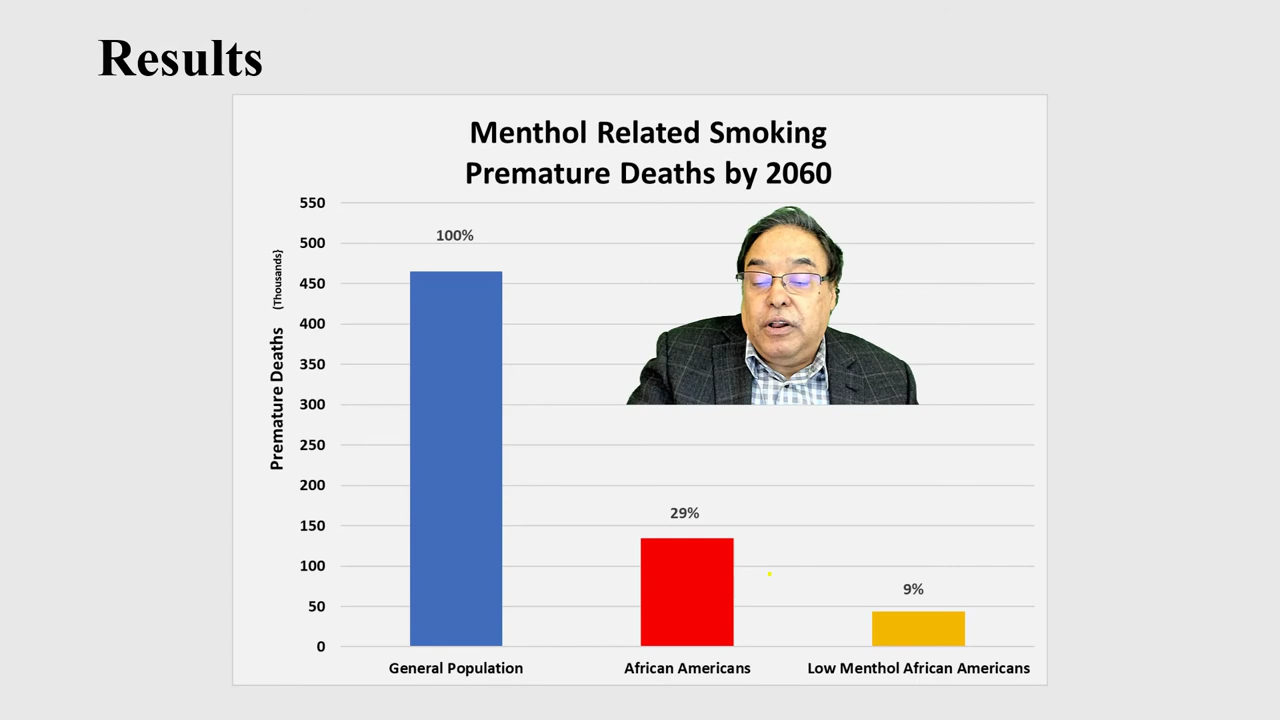 Results
Menthol Related Smoking
Premature Deaths by 2060
Premature Deaths (Thousands)
550
500
450
400
350
300
250
200
150
100
50
0
100%
29%
9%
General Population
African Americans
Low Menthol African Americans